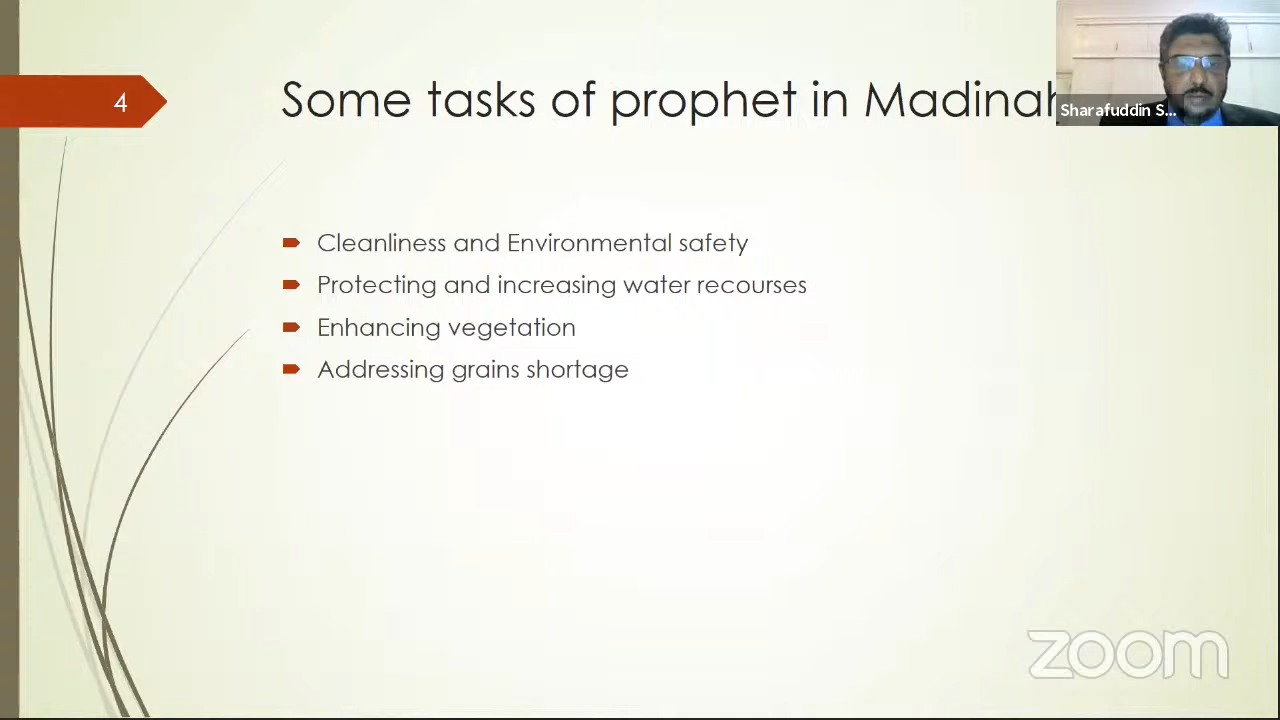 4
Some tasks of prophet in Madinah
Sharafuddin S...
Cleanliness and Environmental safety
Protecting and increasing water recourses
Enhancing vegetation
Addressing grains shortage
zoom